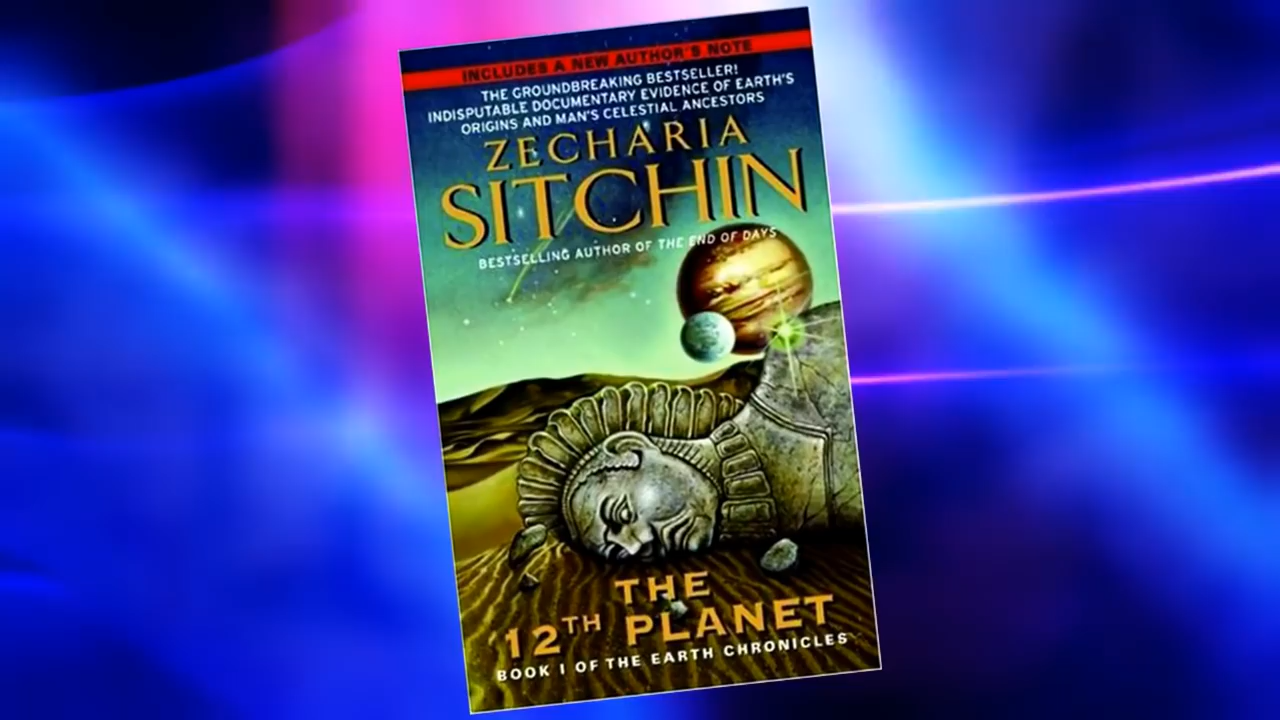 INCLUDES A NEW AUTHOR'S NOTE
THE GROUNDBREAKING BESTSELLER!
INDISPUTABLE DOCUMENTARY EVIDENCE OF EARTH'S
ORIGINS AND MAN'S CELESTIAL ANCESTORS
ZECHARIA
SITCHIN
BESTSELLING AUTHOR OF THE END OF DAYS
THE
12TH PLANET
BOOK I OF THE EARTH CHRONICLES